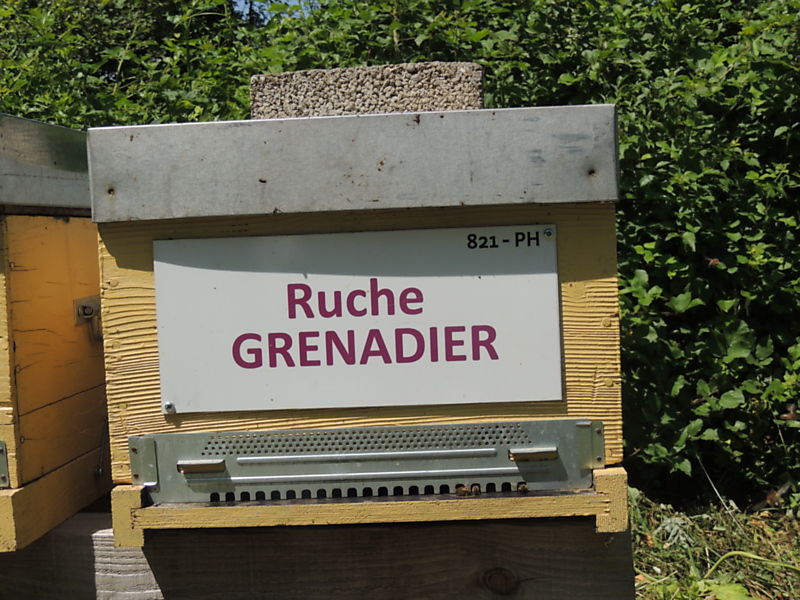 821 - PH
Ruche
GRENADIER